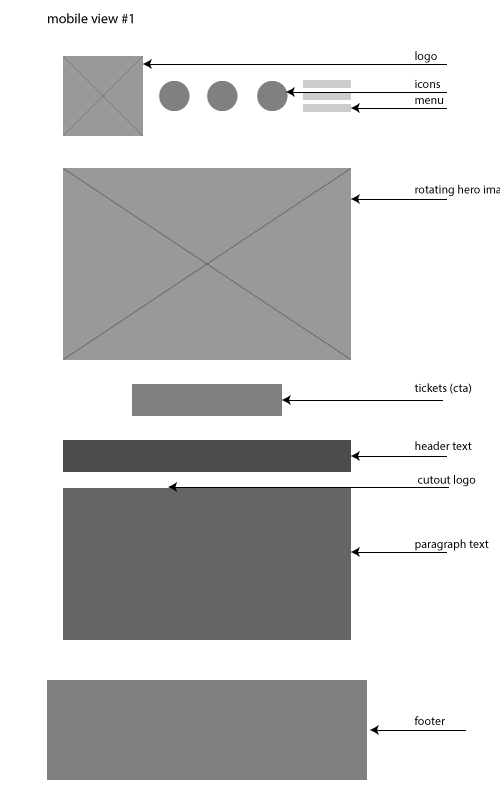 mobile view #1
logo
icons
menu
rotating hero ima
tickets (cta)
header text
cutout logo
paragraph text
footer